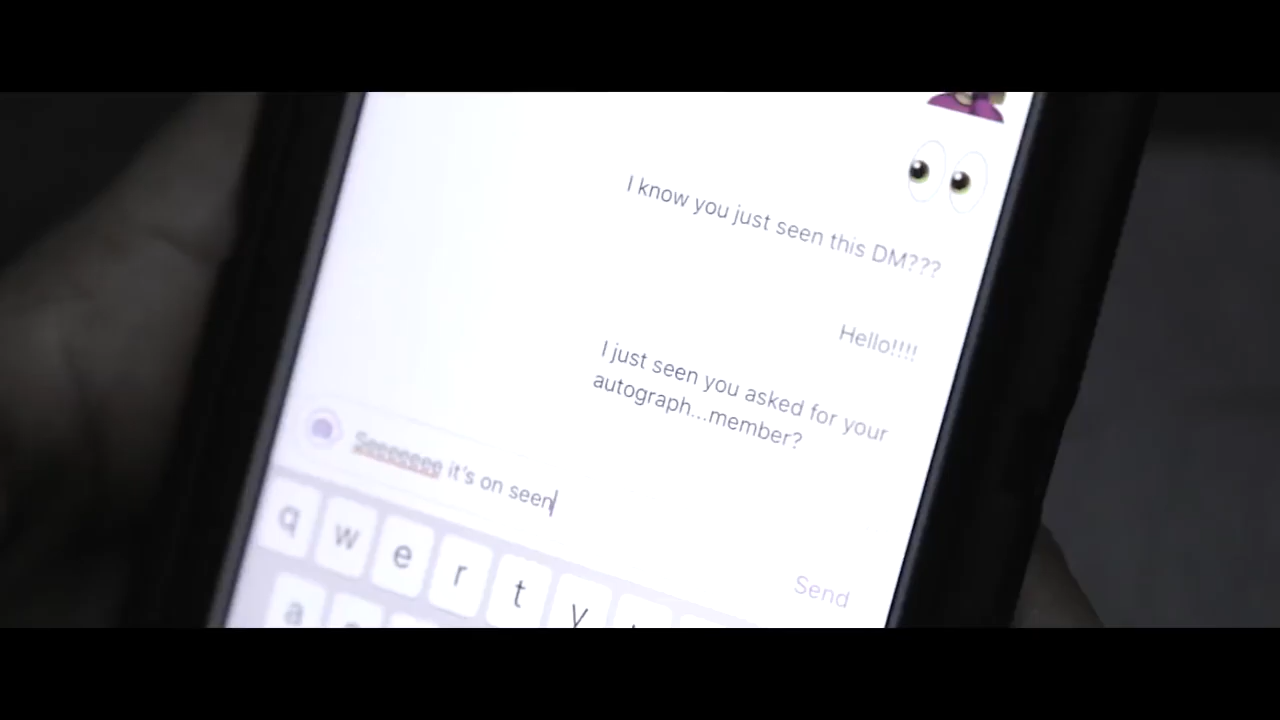 I know you just seen this DM???
Hello!!!!
I just seen you asked for your
autograph...member?
Seeeeeee it's on seen
Send
q w e r t y
a